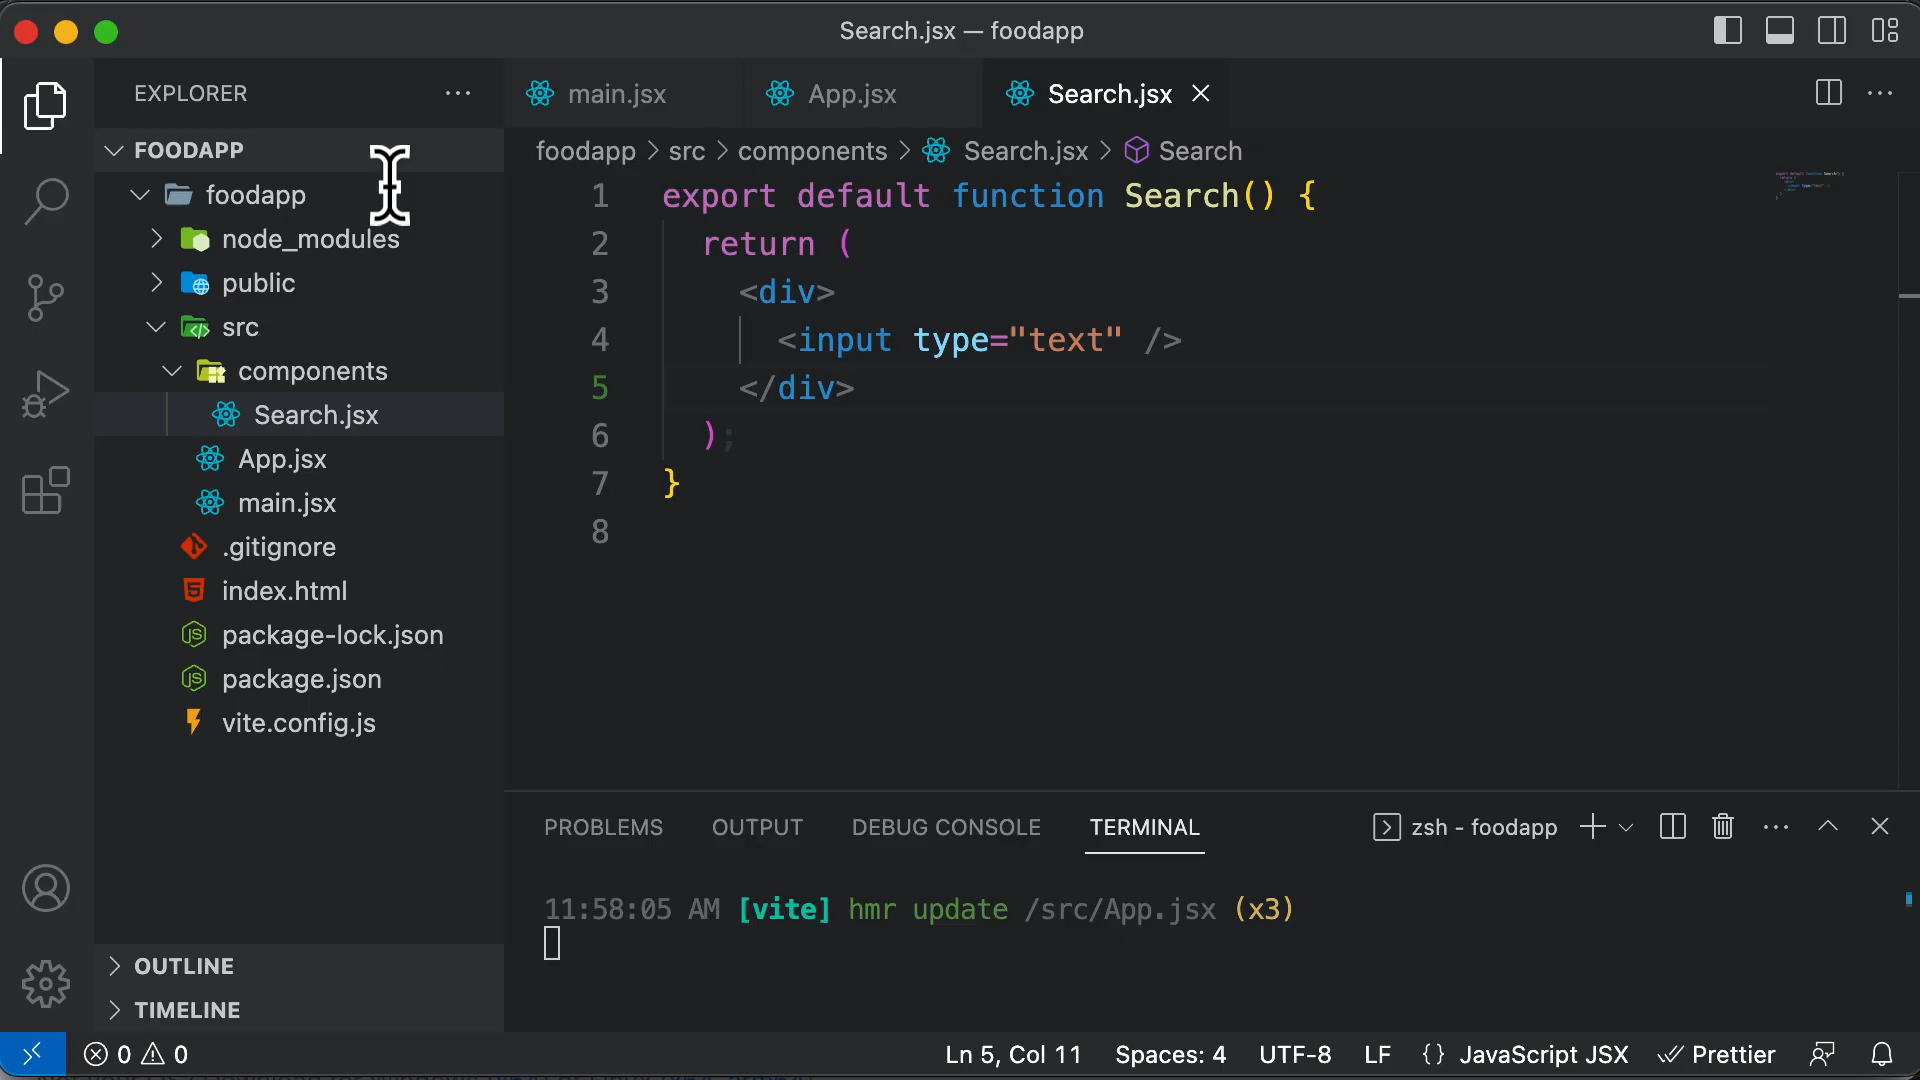 Search.jsx — foodapp
EXPLORER
main.jsx
App.jsx
Search.jsx
FOODAPP
foodapp
node_modules
public
src
components
Search.jsx
App.jsx
main.jsx
.gitignore
index.html
package-lock.json
package.json
vite.config.js
OUTLINE
TIMELINE
foodapp > src > components > Search.jsx > Search
1 export default function Search() {
2 return (
3 <div>
4 <input type="text" />
5 </div>
6 );
7 }
8
PROBLEMS OUTPUT DEBUG CONSOLE TERMINAL
zsh - foodapp
11:58:05 AM [vite] hmr update /src/App.jsx (x3)
0 0
Ln 5, Col 11 Spaces: 4 UTF-8 LF {} JavaScript JSX Prettier